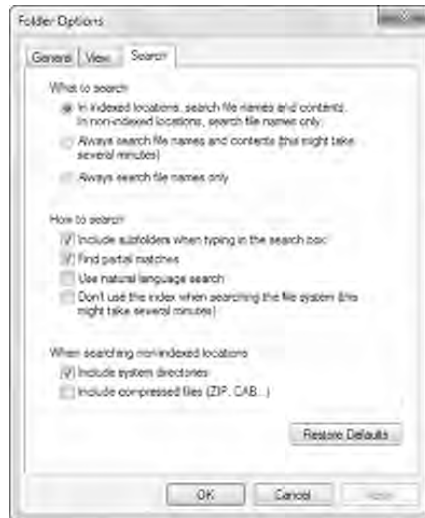 Folder Options
General View Search
What to search
In indexed locations, search file names and contents.
In non-indexed locations, search file names only.
Always search file names and contents (this might take
several minutes)
Always search file names only
How to search
Include subfolders when typing in the search box
Find partial matches
Use natural language search
Don't use the index when searching the file system (this
might take several minutes)
When searching non-indexed locations
Include system directories
Include compressed files (ZIP, CAB...)
Restore Defaults
OK Cancel Apply